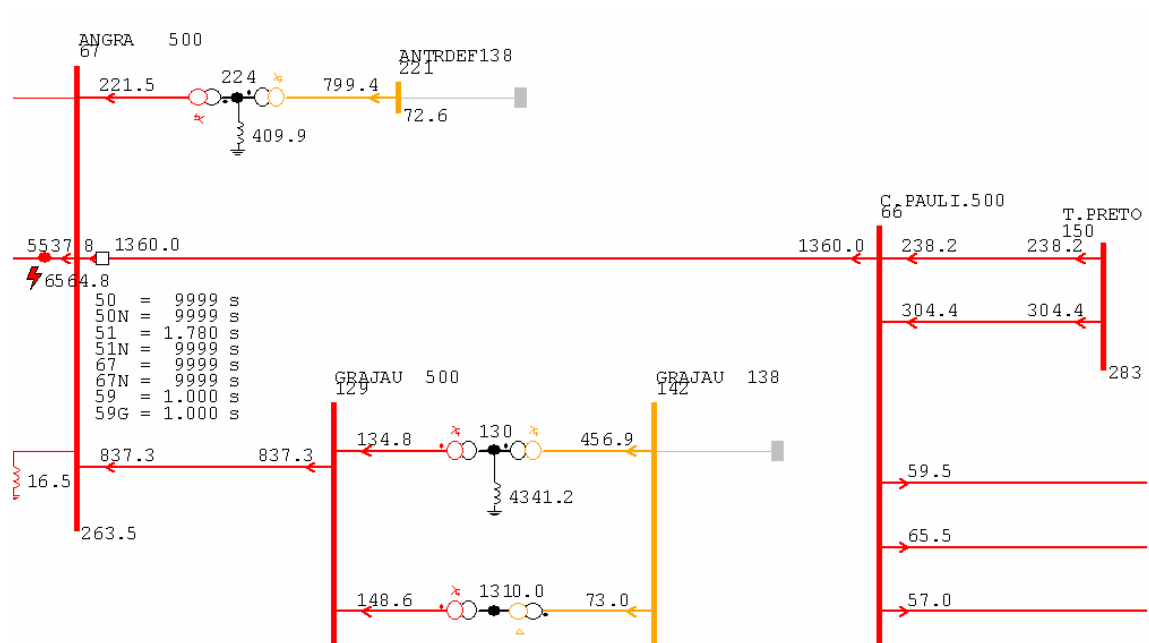 ANGRA 500
67
221.5
224
799.4
ANTRDEF138
221
72.6
409.9
C.PAULI.500
66
T.PRETO
150
5537.8
1360.0
1360.0
238.2
238.2
6564.8
50 = 9999 s
50N = 9999 s
51 = 1.780 s
51N = 9999 s
67 = 9999 s
67N = 9999 s
59 = 1.000 s
59G = 1.000 s
304.4
304.4
283
GRAJAU 500
129
GRAJAU 138
142
134.8
130
456.9
837.3
837.3
16.5
4341.2
59.5
263.5
65.5
148.6
1310.0
73.0
57.0